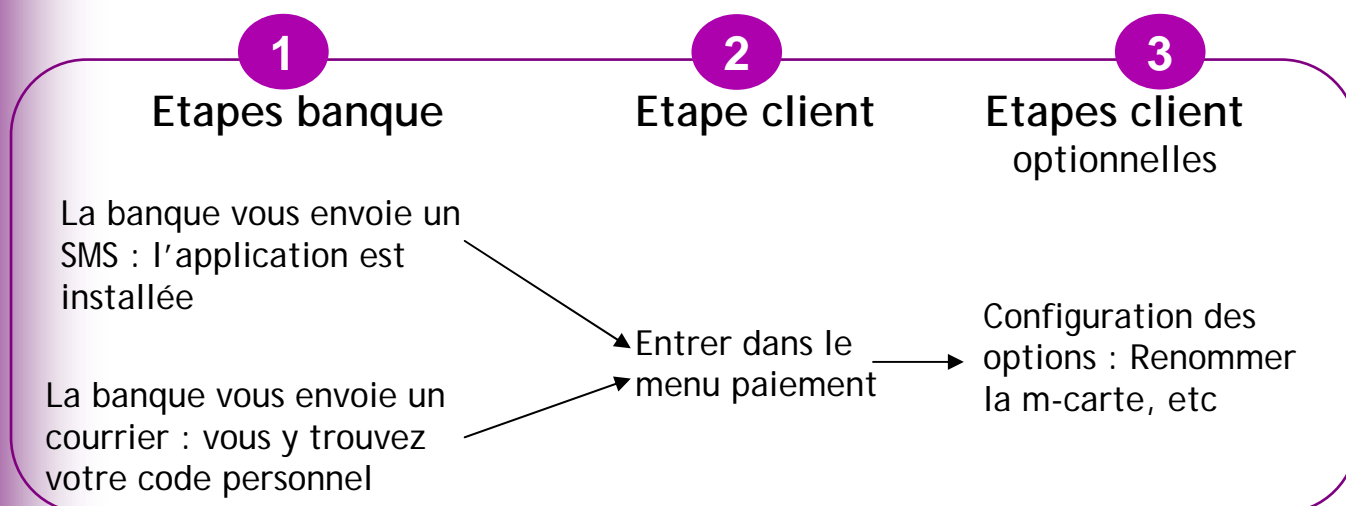 1
Etapes banque
La banque vous envoie un
SMS : l'application est
installée
La banque vous envoie un
courrier : vous y trouvez
votre code personnel
2
Etape client
Entrer dans le
menu paiement
3
Etapes client
optionnelles
Configuration des
options : Renommer
la m-carte, etc